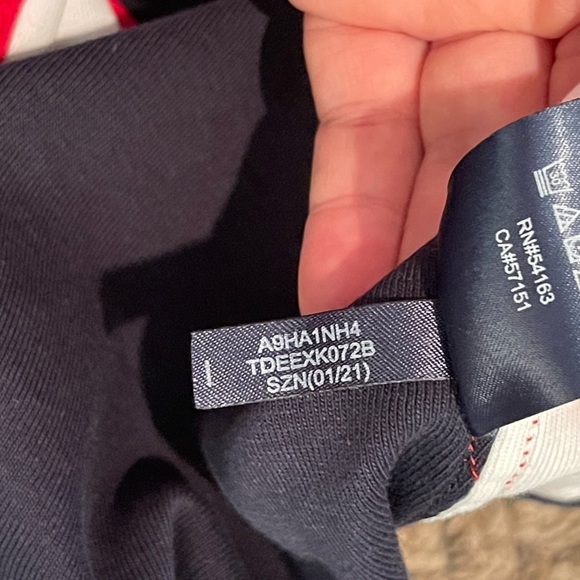 A9HA1NH4
TDEEXK072B
SZN(01/21)
RN#54163
CA#57151